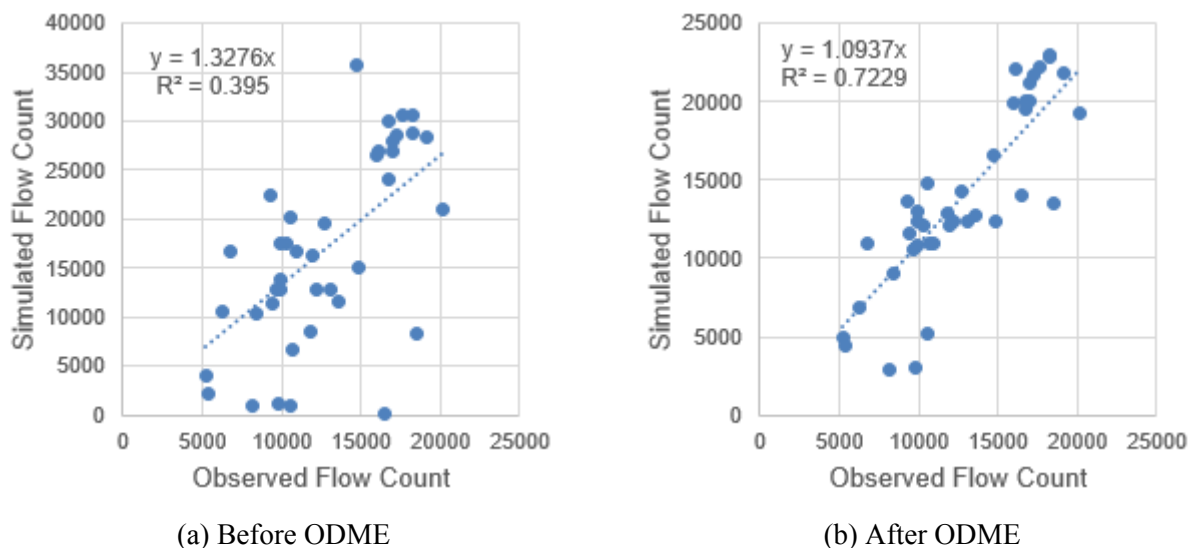 40000
35000
30000
25000
20000
15000
10000
5000
0
Simulated Flow Count
y = 1.3276x
R² = 0.395
0 5000 10000 15000 20000 25000
Observed Flow Count
(a) Before ODME
25000
20000
15000
10000
5000
0
Simulated Flow Count
y = 1.0937x
R² = 0.7229
0 5000 10000 15000 20000 25000
Observed Flow Count
(b) After ODME